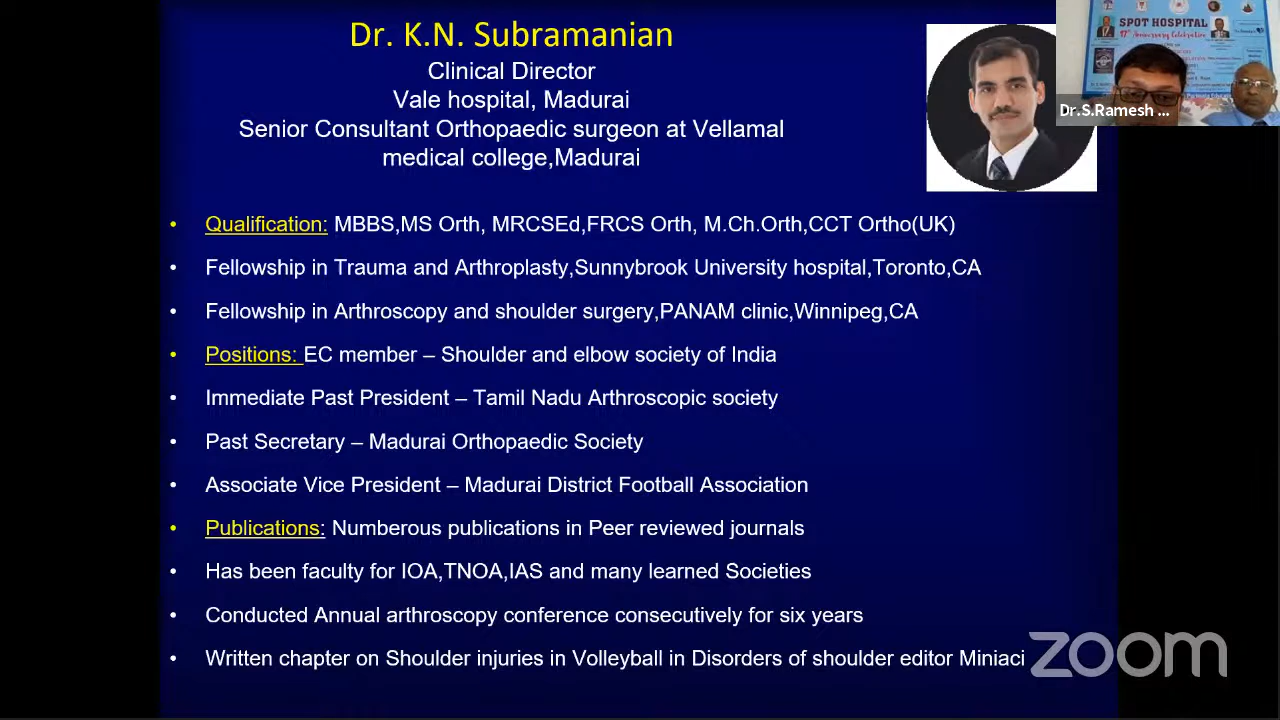 Dr. K.N. Subramanian
Clinical Director
Vale hospital, Madurai
Senior Consultant Orthopaedic surgeon at Vellamal
medical college,Madurai
SPOT HOSPITAL
17th Anniversary Celebration
Dr.S.Ramesh ...
• Qualification: MBBS,MS Orth, MRCSEd,FRCS Orth, M.Ch.Orth,CCT Ortho(UK)
• Fellowship in Trauma and Arthroplasty,Sunnybrook University hospital,Toronto,CA
• Fellowship in Arthroscopy and shoulder surgery,PANAM clinic,Winnipeg,CA
• Positions: EC member – Shoulder and elbow society of India
• Immediate Past President – Tamil Nadu Arthroscopic society
• Past Secretary – Madurai Orthopaedic Society
• Associate Vice President – Madurai District Football Association
• Publications: Numberous publications in Peer reviewed journals
• Has been faculty for IOA,TNOA,IAS and many learned Societies
• Conducted Annual arthroscopy conference consecutively for six years
• Written chapter on Shoulder injuries in Volleyball in Disorders of shoulder editor Miniaci
zoom